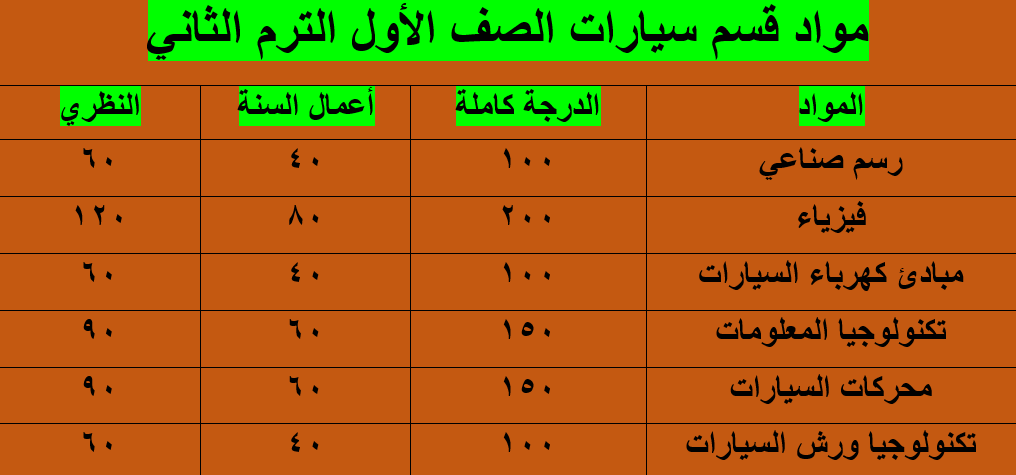 مواد قسم سيارات الصف الأول الترم الثاني
المواد الدرجة كاملة أعمال السنة النظري
رسم صناعي ١٠٠ ٤٠ ٦٠
فيزياء ٢٠٠ ٨٠ ١٢٠
مبادئ كهرباء السيارات ١٠٠ ٤٠ ٦٠
تكنولوجيا المعلومات ١٥٠ ٦٠ ٩٠
محركات السيارات ١٥٠ ٦٠ ٩٠
تكنولوجيا ورش السيارات ١٠٠ ٤٠ ٦٠